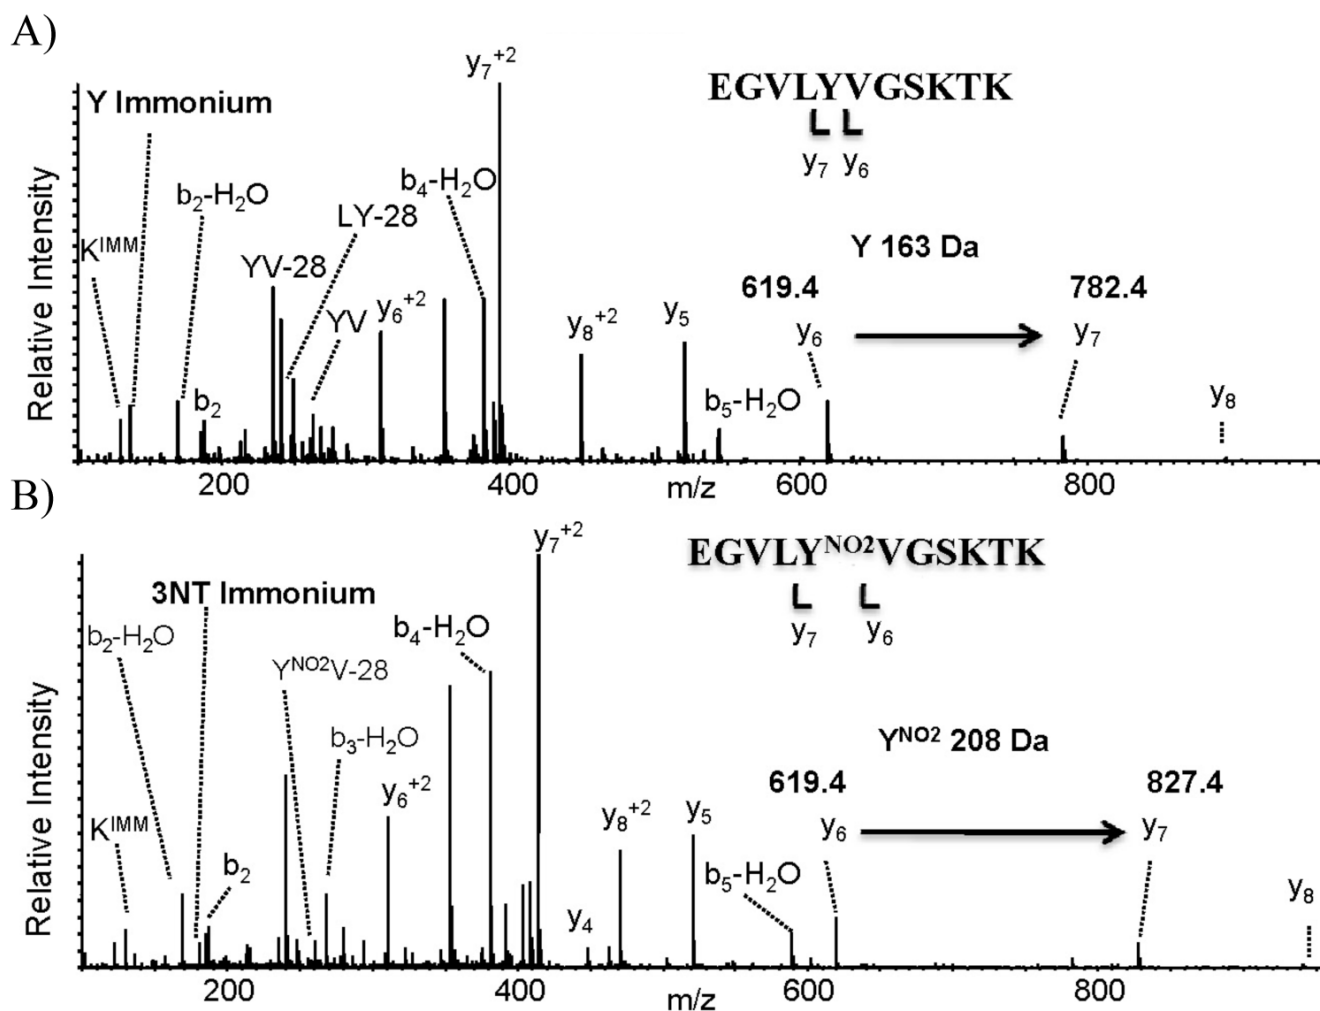 A)
y₇⁺²
Y Immonium
EGVLYVGSKTK
y₇ y₆
b₂-H₂O
b₄-H₂O
LY-28
Kᴵᴹᴹ
YV-28
Y 163 Da
619.4 782.4
YV
y₆⁺²
y₈⁺²
y₅
y₆ y₇
b₂
b₅-H₂O
y₈
Relative Intensity
200 400 m/z 600 800
B)
y₇⁺²
EGVLYᴺᴼ²VGSKTK
y₇ y₆
3NT Immonium
b₂-H₂O
b₄-H₂O
Yᴺᴼ²V-28
b₃-H₂O
Yᴺᴼ² 208 Da
619.4 827.4
y₆⁺²
y₈⁺²
y₅
y₆ y₇
Kᴵᴹᴹ
b₂
b₅-H₂O
y₄
y₈
Relative Intensity
200 400 m/z 600 800